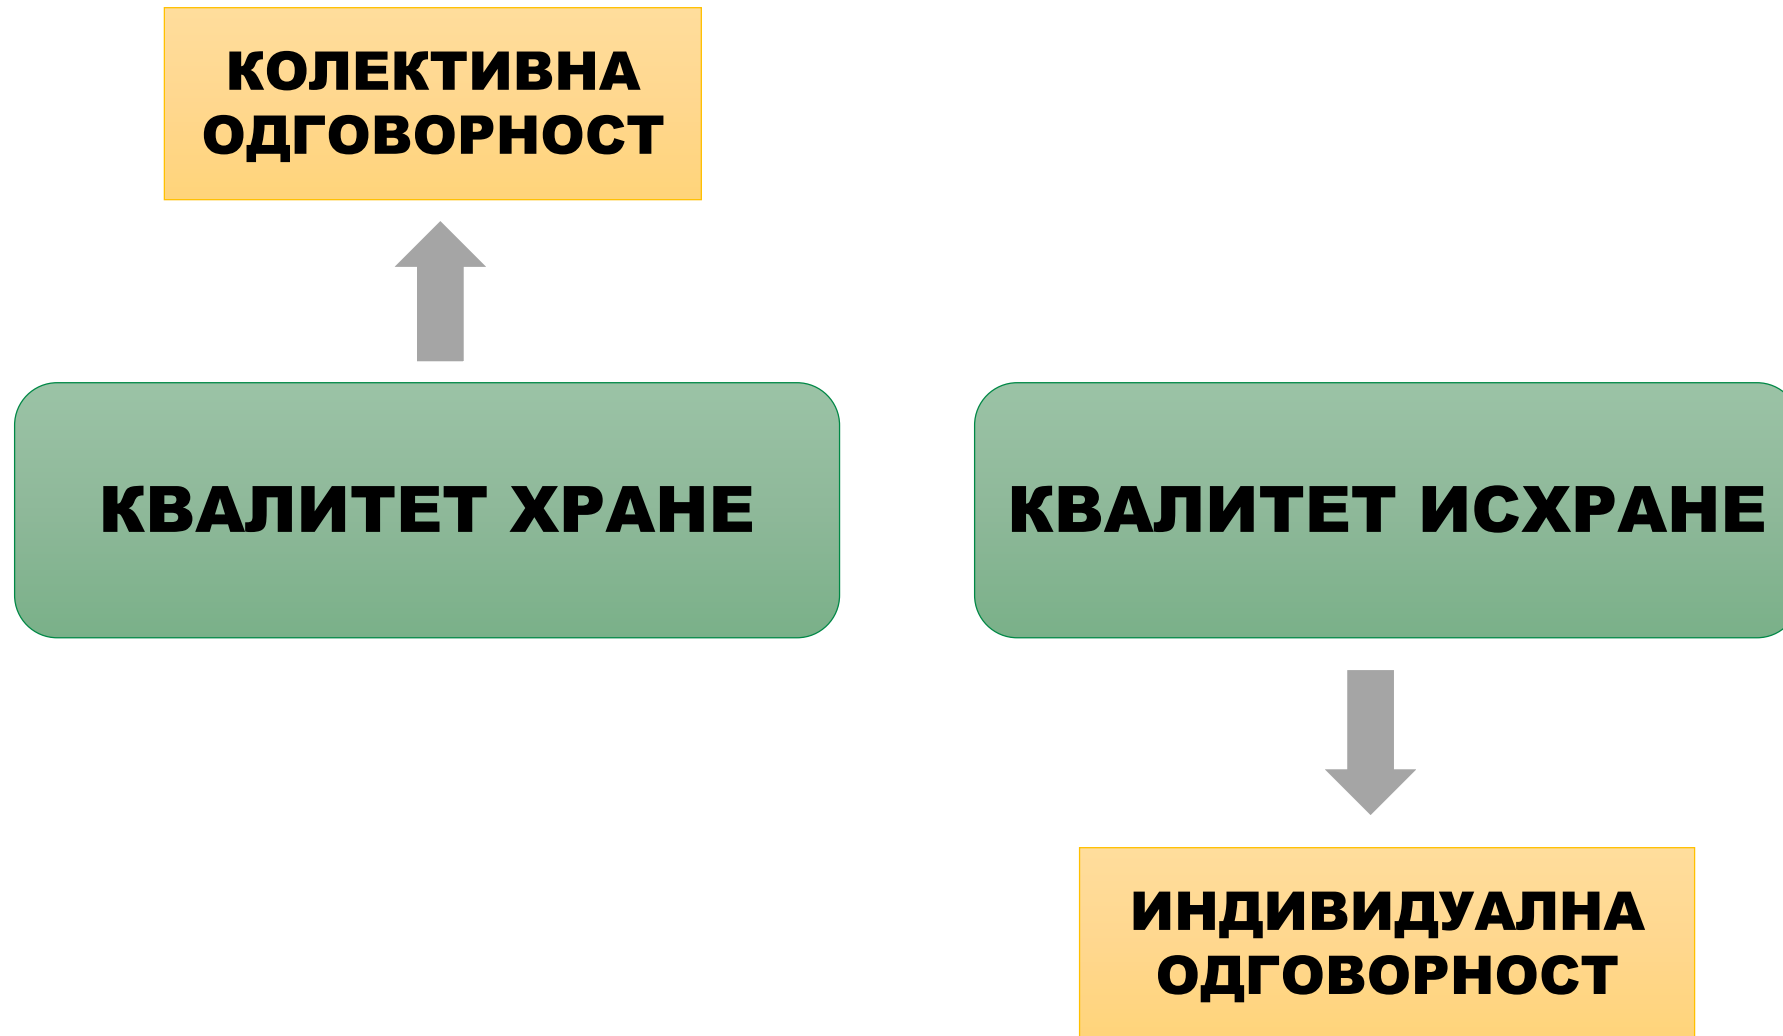 КОЛЕКТИВНА
ОДГОВОРНОСТ
КВАЛИТЕТ ХРАНЕ
КВАЛИТЕТ ИСХРАНЕ
ИНДИВИДУАЛНА
ОДГОВОРНОСТ